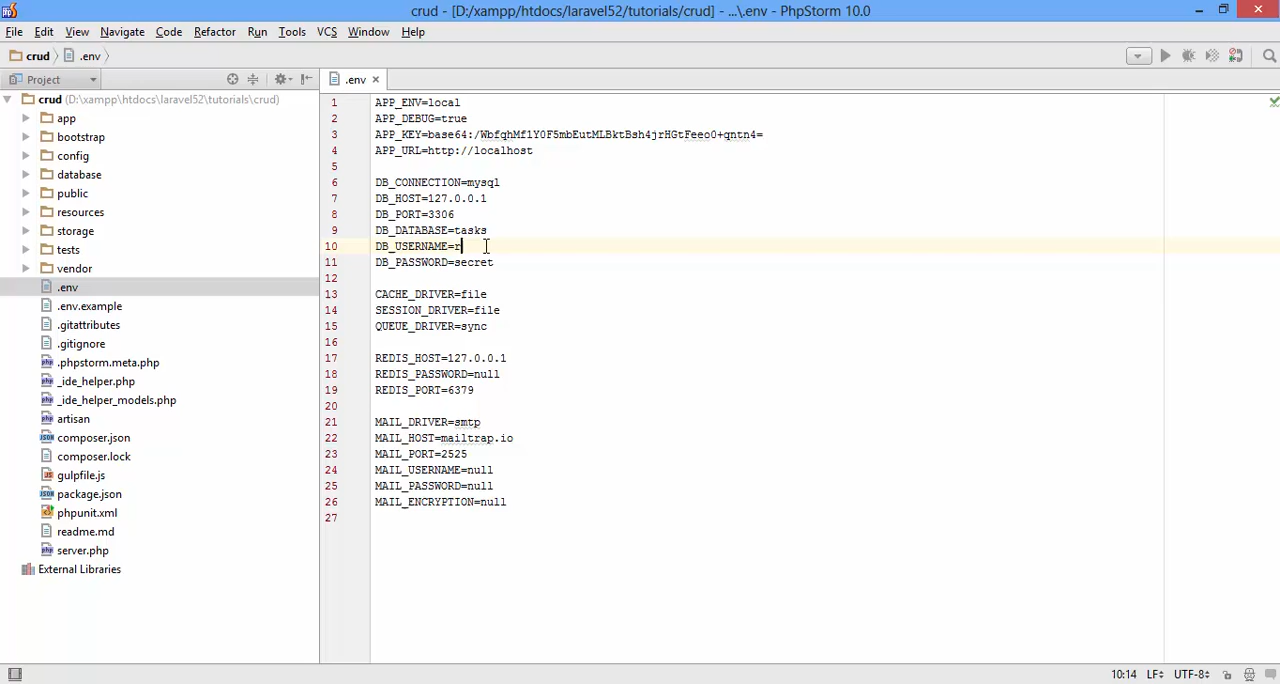 crud - [D:/xampp/htdocs/laravel52/tutorials/crud] - ...\.env - PhpStorm 10.0
File Edit View Navigate Code Refactor Run Tools VCS Window Help
crud .env
Project
.env
crud (D:\xampp\htdocs\laravel52\tutorials\crud)
app
bootstrap
config
database
public
resources
storage
tests
vendor
.env
.env.example
.gitattributes
.gitignore
.phpstorm.meta.php
_ide_helper.php
_ide_helper_models.php
artisan
composer.json
composer.lock
gulpfile.js
package.json
phpunit.xml
readme.md
server.php
External Libraries
1 APP_ENV=local
2 APP_DEBUG=true
3 APP_KEY=base64:/WbfqhMf1Y0F5mbEutMLBktBsh4jrHGtFeeo0+qntn4=
4 APP_URL=http://localhost
5
6 DB_CONNECTION=mysql
7 DB_HOST=127.0.0.1
8 DB_PORT=3306
9 DB_DATABASE=tasks
10 DB_USERNAME=r
11 DB_PASSWORD=secret
12
13 CACHE_DRIVER=file
14 SESSION_DRIVER=file
15 QUEUE_DRIVER=sync
16
17 REDIS_HOST=127.0.0.1
18 REDIS_PASSWORD=null
19 REDIS_PORT=6379
20
21 MAIL_DRIVER=smtp
22 MAIL_HOST=mailtrap.io
23 MAIL_PORT=2525
24 MAIL_USERNAME=null
25 MAIL_PASSWORD=null
26 MAIL_ENCRYPTION=null
27
10:14 LF UTF-8